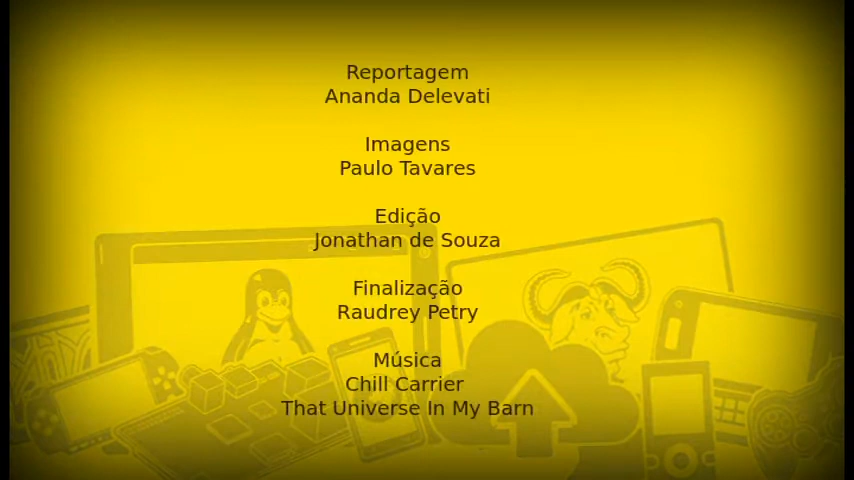 Reportagem
Ananda Delevati
Imagens
Paulo Tavares
Edição
Jonathan de Souza
Finalização
Raudrey Petry
Música
Chill Carrier
That Universe In My Barn